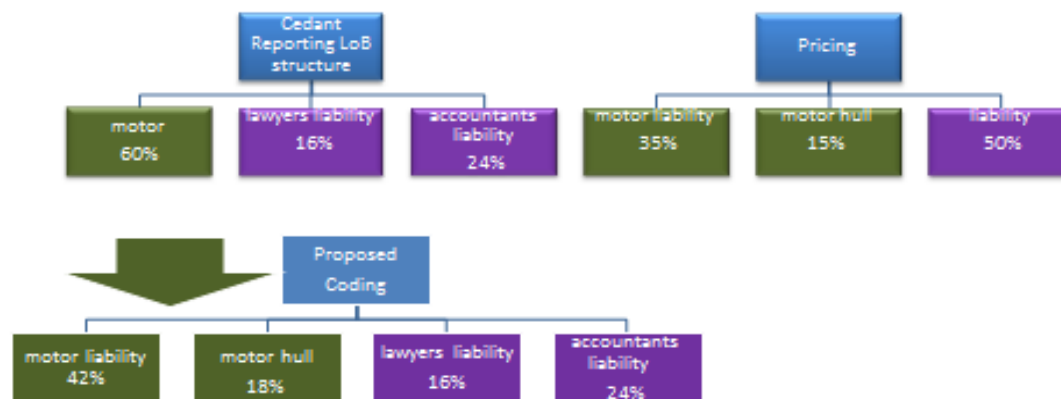 Cedant
Reporting LoB
structure
Pricing
motor
60%
lawyers liability
16%
accountants
liability
24%
motor liability
35%
motor hull
15%
liability
50%
Proposed
Coding
motor liability
42%
motor hull
18%
lawyers liability
16%
accountants
liability
24%